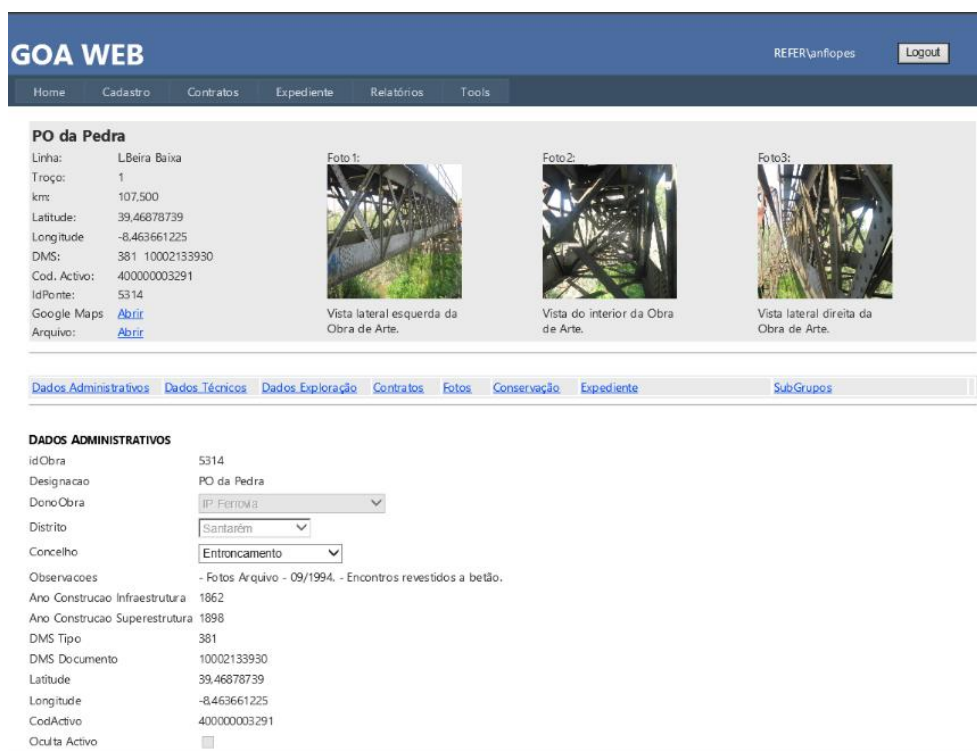 GOA WEB
REFER\anflopes
Logout
Home Cadastro Contratos Expediente Relatórios Tools
PO da Pedra
Linha: L.Beira Baixa
Troço: 1
km: 107,500
Latitude: 39,46878739
Longitude -8,463661225
DMS: 381 10002133930
Cod. Activo: 400000003291
IdPonte: 5314
Google Maps Abrir
Arquivo: Abrir
Foto1:
Vista lateral esquerda da
Obra de Arte.
Foto2:
Vista do interior da Obra
de Arte.
Foto3:
Vista lateral direita da
Obra de Arte.
Dados Administrativos Dados Técnicos Dados Exploração Contratos Fotos Conservação Expediente SubGrupos
DADOS ADMINISTRATIVOS
idObra 5314
Designacao PO da Pedra
DonoObra IP Ferrovia
Distrito Santarém
Concelho Entroncamento
Observacoes - Fotos Arquivo - 09/1994. - Encontros revestidos a betão.
Ano Construcao Infraestrutura 1862
Ano Construcao Superestrutura 1898
DMS Tipo 381
DMS Documento 10002133930
Latitude 39,46878739
Longitude -8,463661225
CodActivo 400000003291
Oculta Activo